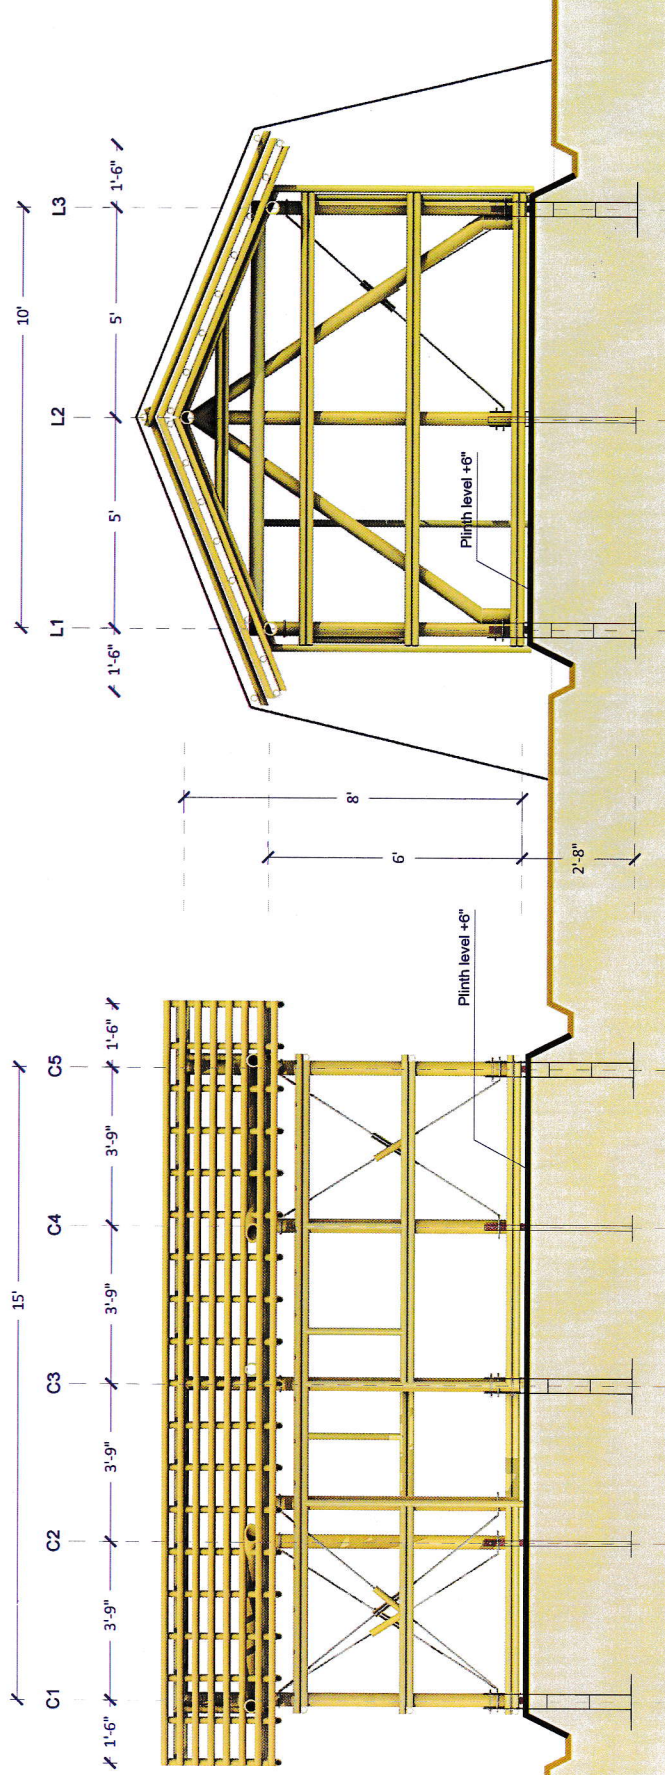 15'
C1
C2
C3
C4
C5
1'-6"
3'-9"
3'-9"
3'-9"
3'-9"
1'-6"
Plinth level +6"
8'
6'
2'-8"
10'
L1
L2
L3
1'-6"
5'
5'
1'-6"
Plinth level +6"